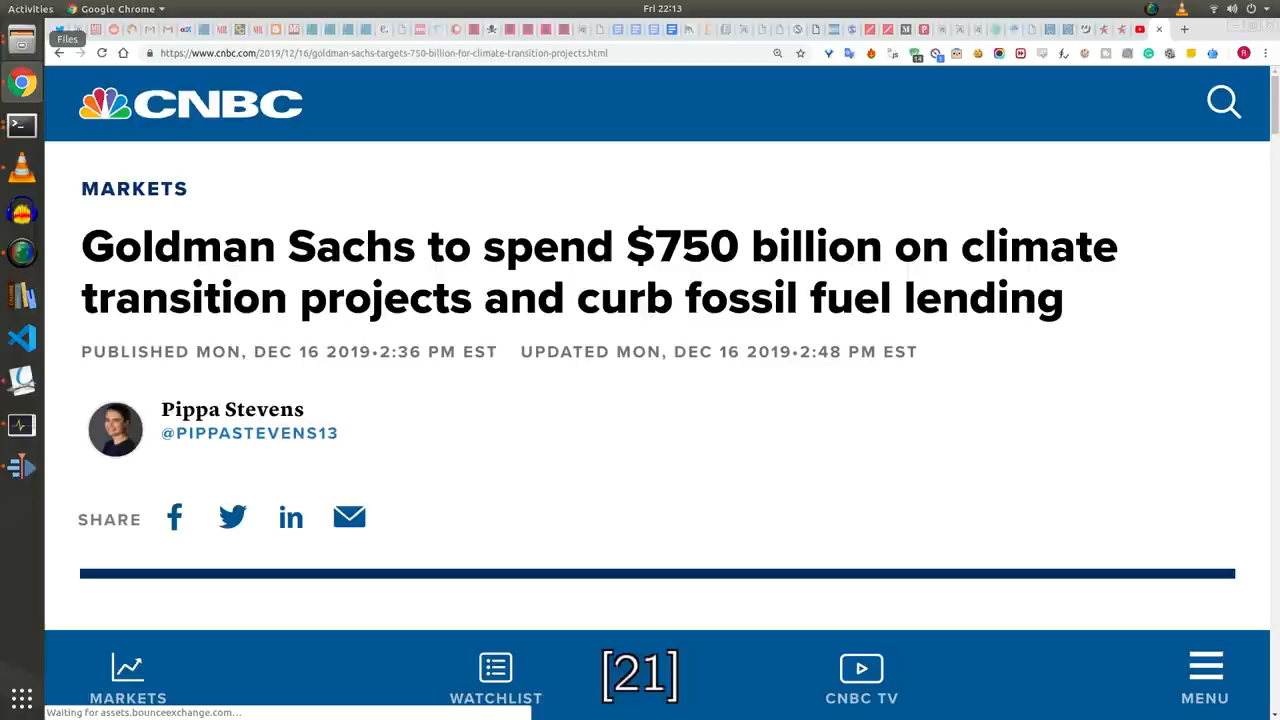 Activities
Google Chrome
Fri 22:13
Files
https://www.cnbc.com/2019/12/16/goldman-sachs-targets-750-billion-for-climate-transition-projects.html
CNBC
MARKETS
Goldman Sachs to spend $750 billion on climate
transition projects and curb fossil fuel lending
PUBLISHED MON, DEC 16 2019•2:36 PM EST UPDATED MON, DEC 16 2019•2:48 PM EST
Pippa Stevens
@PIPPASTEVENS13
SHARE
[21]
MARKETS
WATCHLIST
CNBC TV
MENU
Waiting for assets.bounceexchange.com...